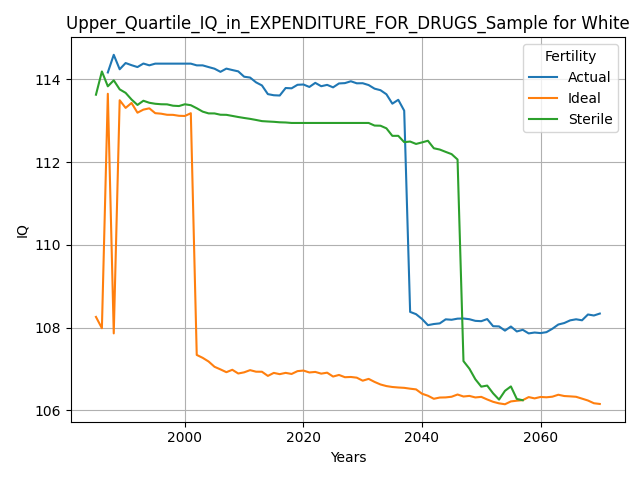 Upper_Quartile_IQ_in_EXPENDITURE_FOR_DRUGS_Sample for White
Fertility
Actual
Ideal
Sterile
114
112
110
108
106
IQ
2000
2020
2040
2060
Years